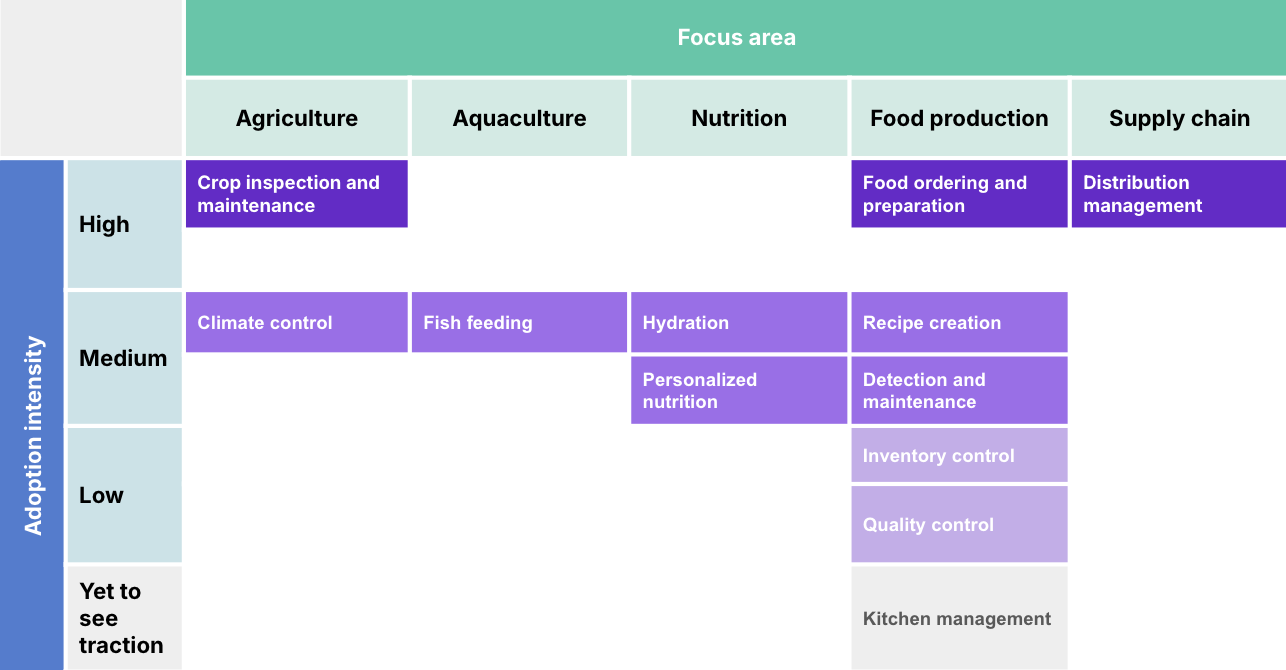 Focus area
Agriculture
Aquaculture
Nutrition
Food production
Supply chain
Adoption intensity
High
Crop inspection and
maintenance
Food ordering and
preparation
Distribution
management
Medium
Climate control
Fish feeding
Hydration
Recipe creation
Personalized
nutrition
Detection and
maintenance
Low
Inventory control
Quality control
Yet to
see
traction
Kitchen management